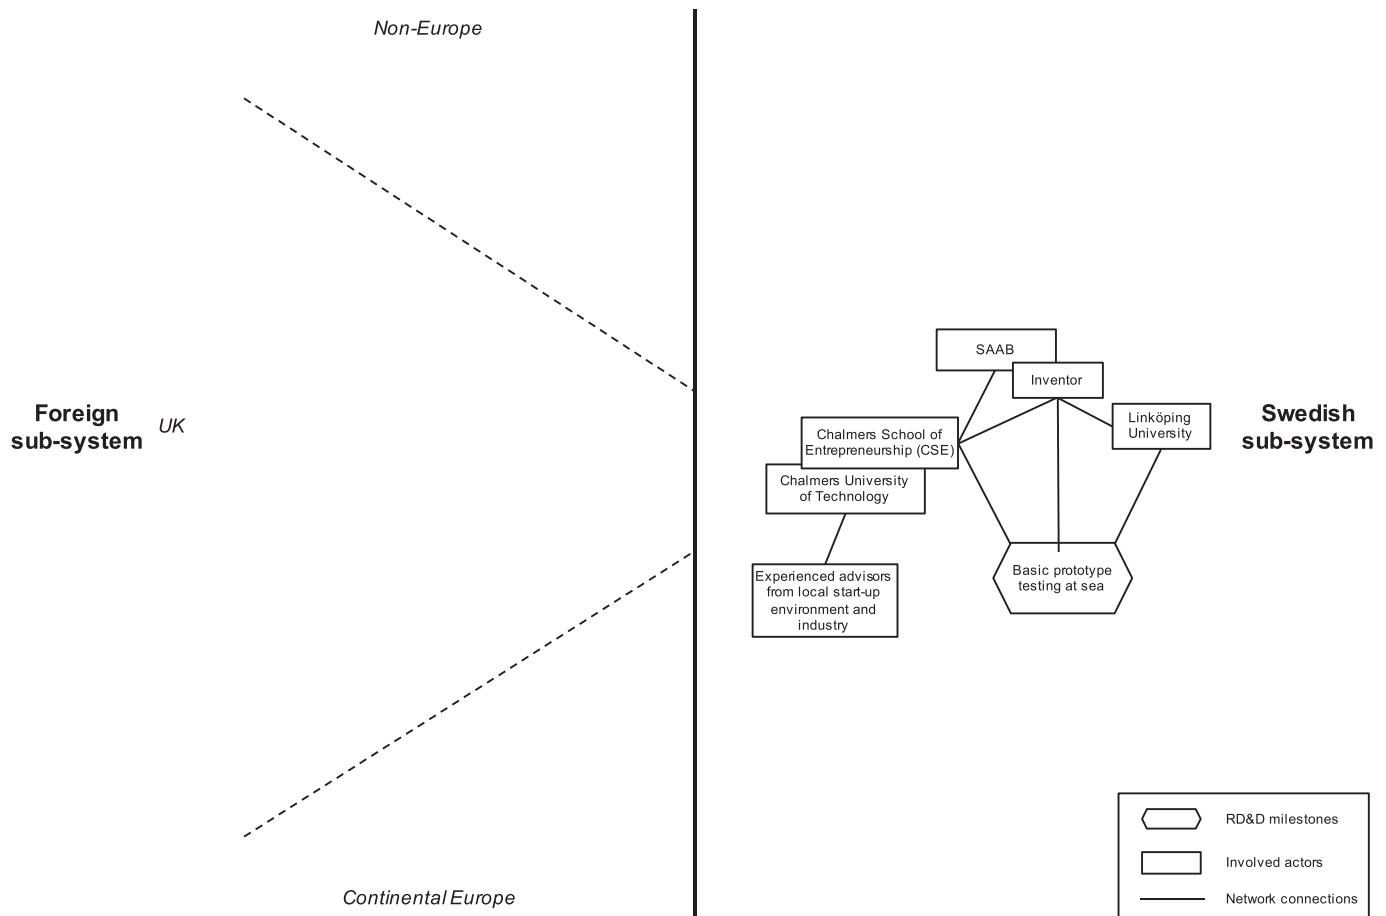 Non-Europe
SAAB
Inventor
Foreign
sub-system
UK
Chalmers School of
Entrepreneurship (CSE)
Linköping
University
Swedish
sub-system
Chalmers University
of Technology
Experienced advisors
from local start-up
environment and
industry
Basic prototype
testing at sea
RD&D milestones
Involved actors
Network connections
Continental Europe